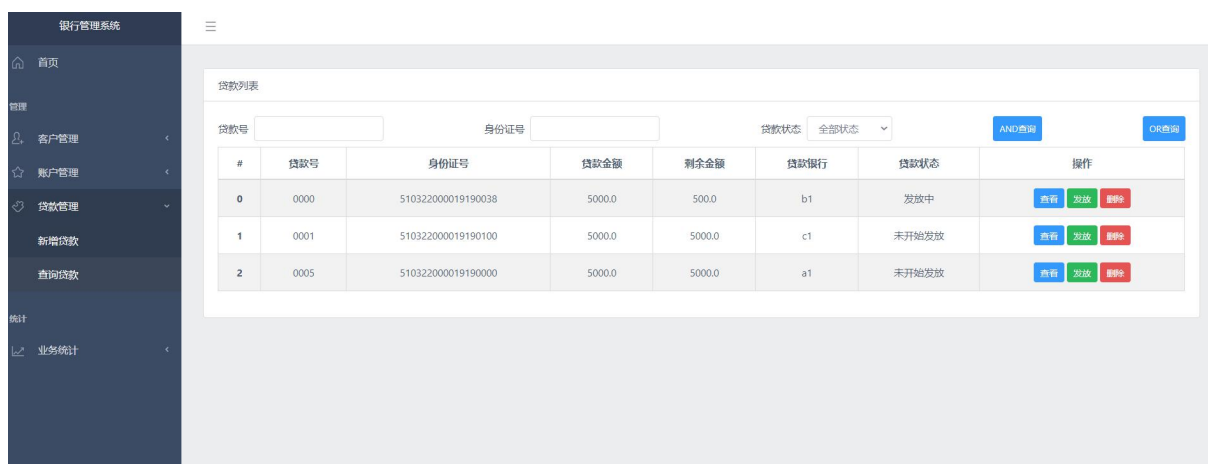 银行管理系统
首页
管理
客户管理
账户管理
贷款管理
新增贷款
查询贷款
统计
业务统计
贷款列表
贷款号 身份证号 贷款状态 全部状态 AND查询 OR查询
# 贷款号 身份证号 贷款金额 剩余金额 贷款银行 贷款状态 操作
0 0000 510322000019190038 5000.0 500.0 b1 发放中 查看 发放 删除
1 0001 510322000019190100 5000.0 5000.0 c1 未开始发放 查看 发放 删除
2 0005 510322000019190000 5000.0 5000.0 a1 未开始发放 查看 发放 删除